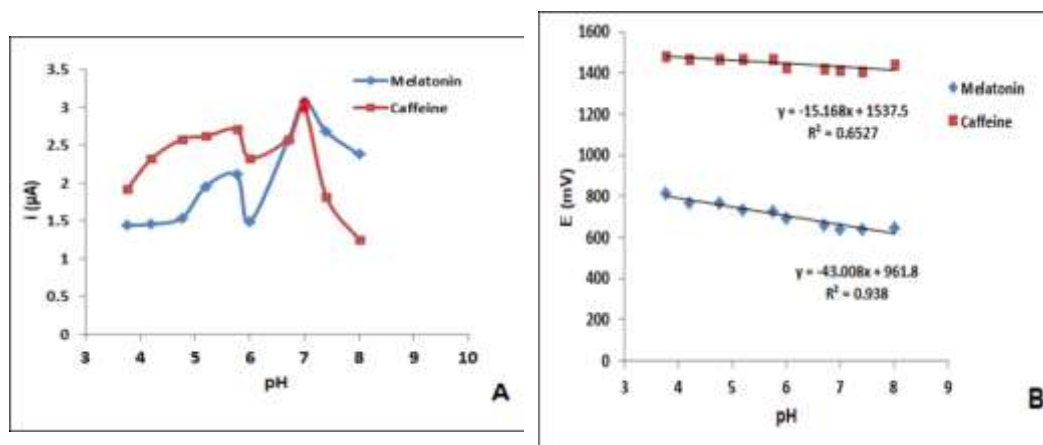 3.5
3
2.5
2
1.5
1
0.5
0
i (µA)
Melatonin
Caffeine
3 4 5 6 7 8 9 10
pH
A
1600
1400
1200
1000
800
600
400
200
0
E (mV)
y = -15.168x + 1537.5
R² = 0.6527
Melatonin
Caffeine
y = -43.008x + 961.8
R² = 0.938
3 4 5 6 7 8 9
pH
B